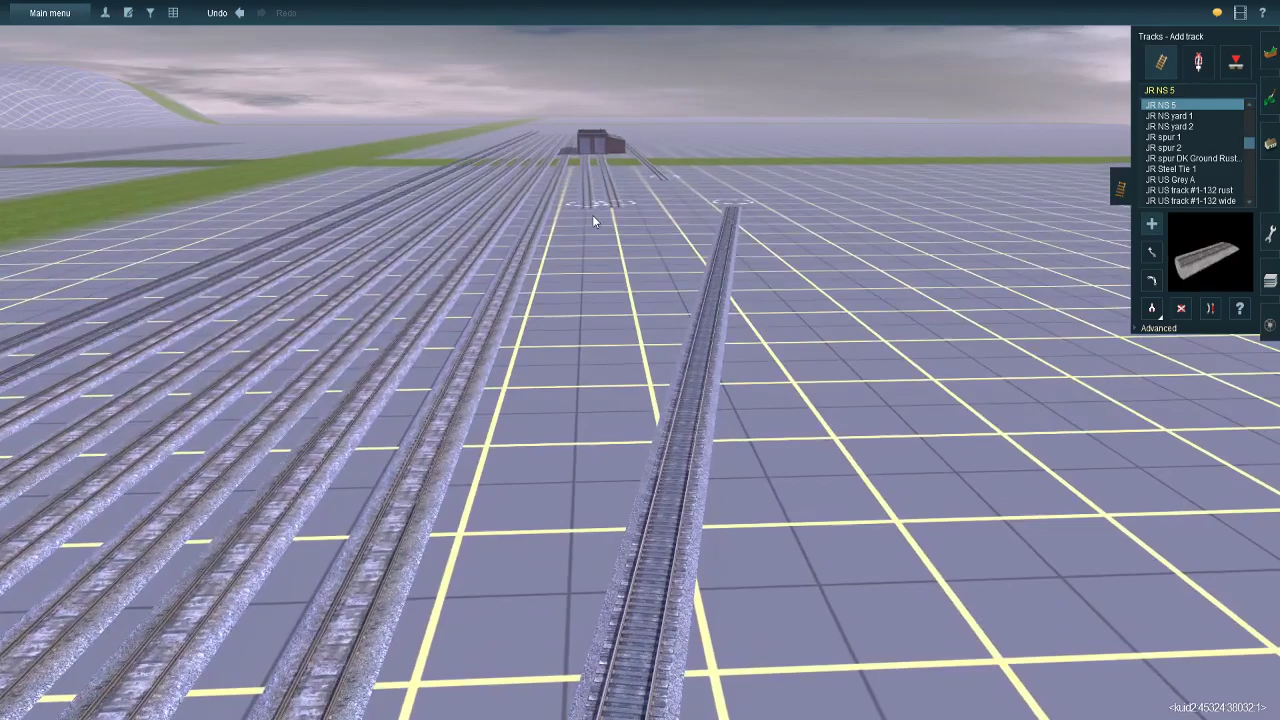 Main menu
Undo
Redo
?
Tracks - Add track
JR NS 5
JR NS 5
JR NS yard 1
JR NS yard 2
JR spur 1
JR spur 2
JR spur DK Ground Rust...
JR Steel Tie 1
JR US Grey A
JR US track #1-132 rust
JR US track #1-132 wide
?
Advanced
<kuid2:45324:38032:1>